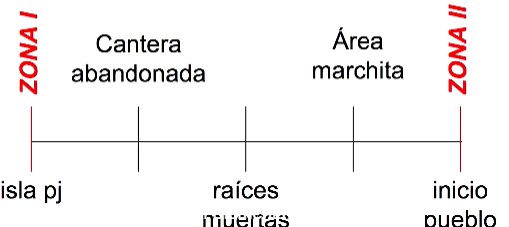 ZONA I
Cantera
abandonada
Área
marchita
ZONA II
isla pj
raíces
muertas
inicio
pueblo